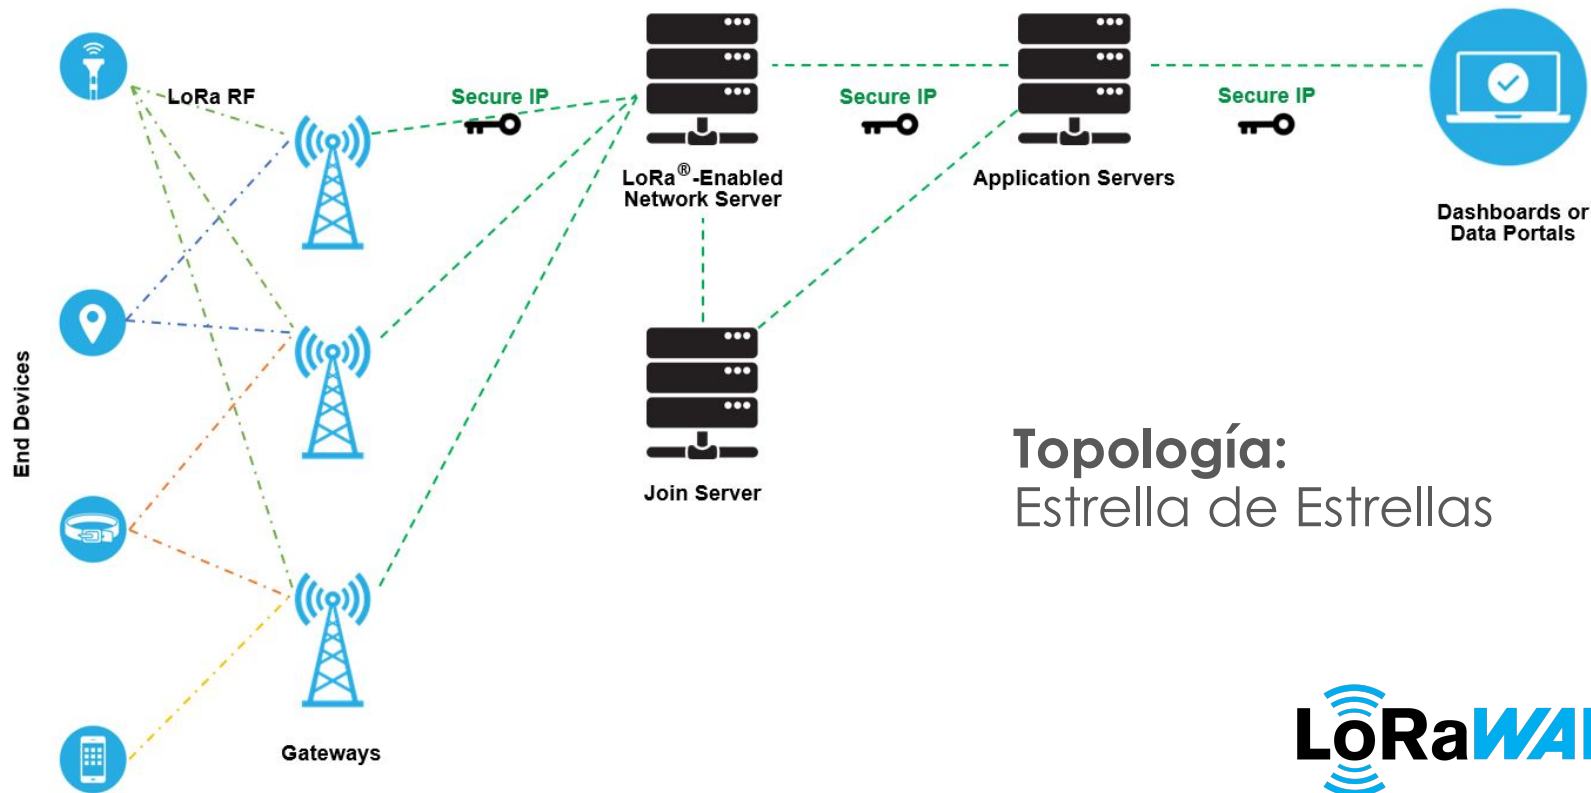 LoRa RF
Secure IP
Secure IP
Secure IP
LoRa®-Enabled
Network Server
Application Servers
Dashboards or
Data Portals
End Devices
Join Server
Topología:
Estrella de Estrellas
Gateways
LoRaWA